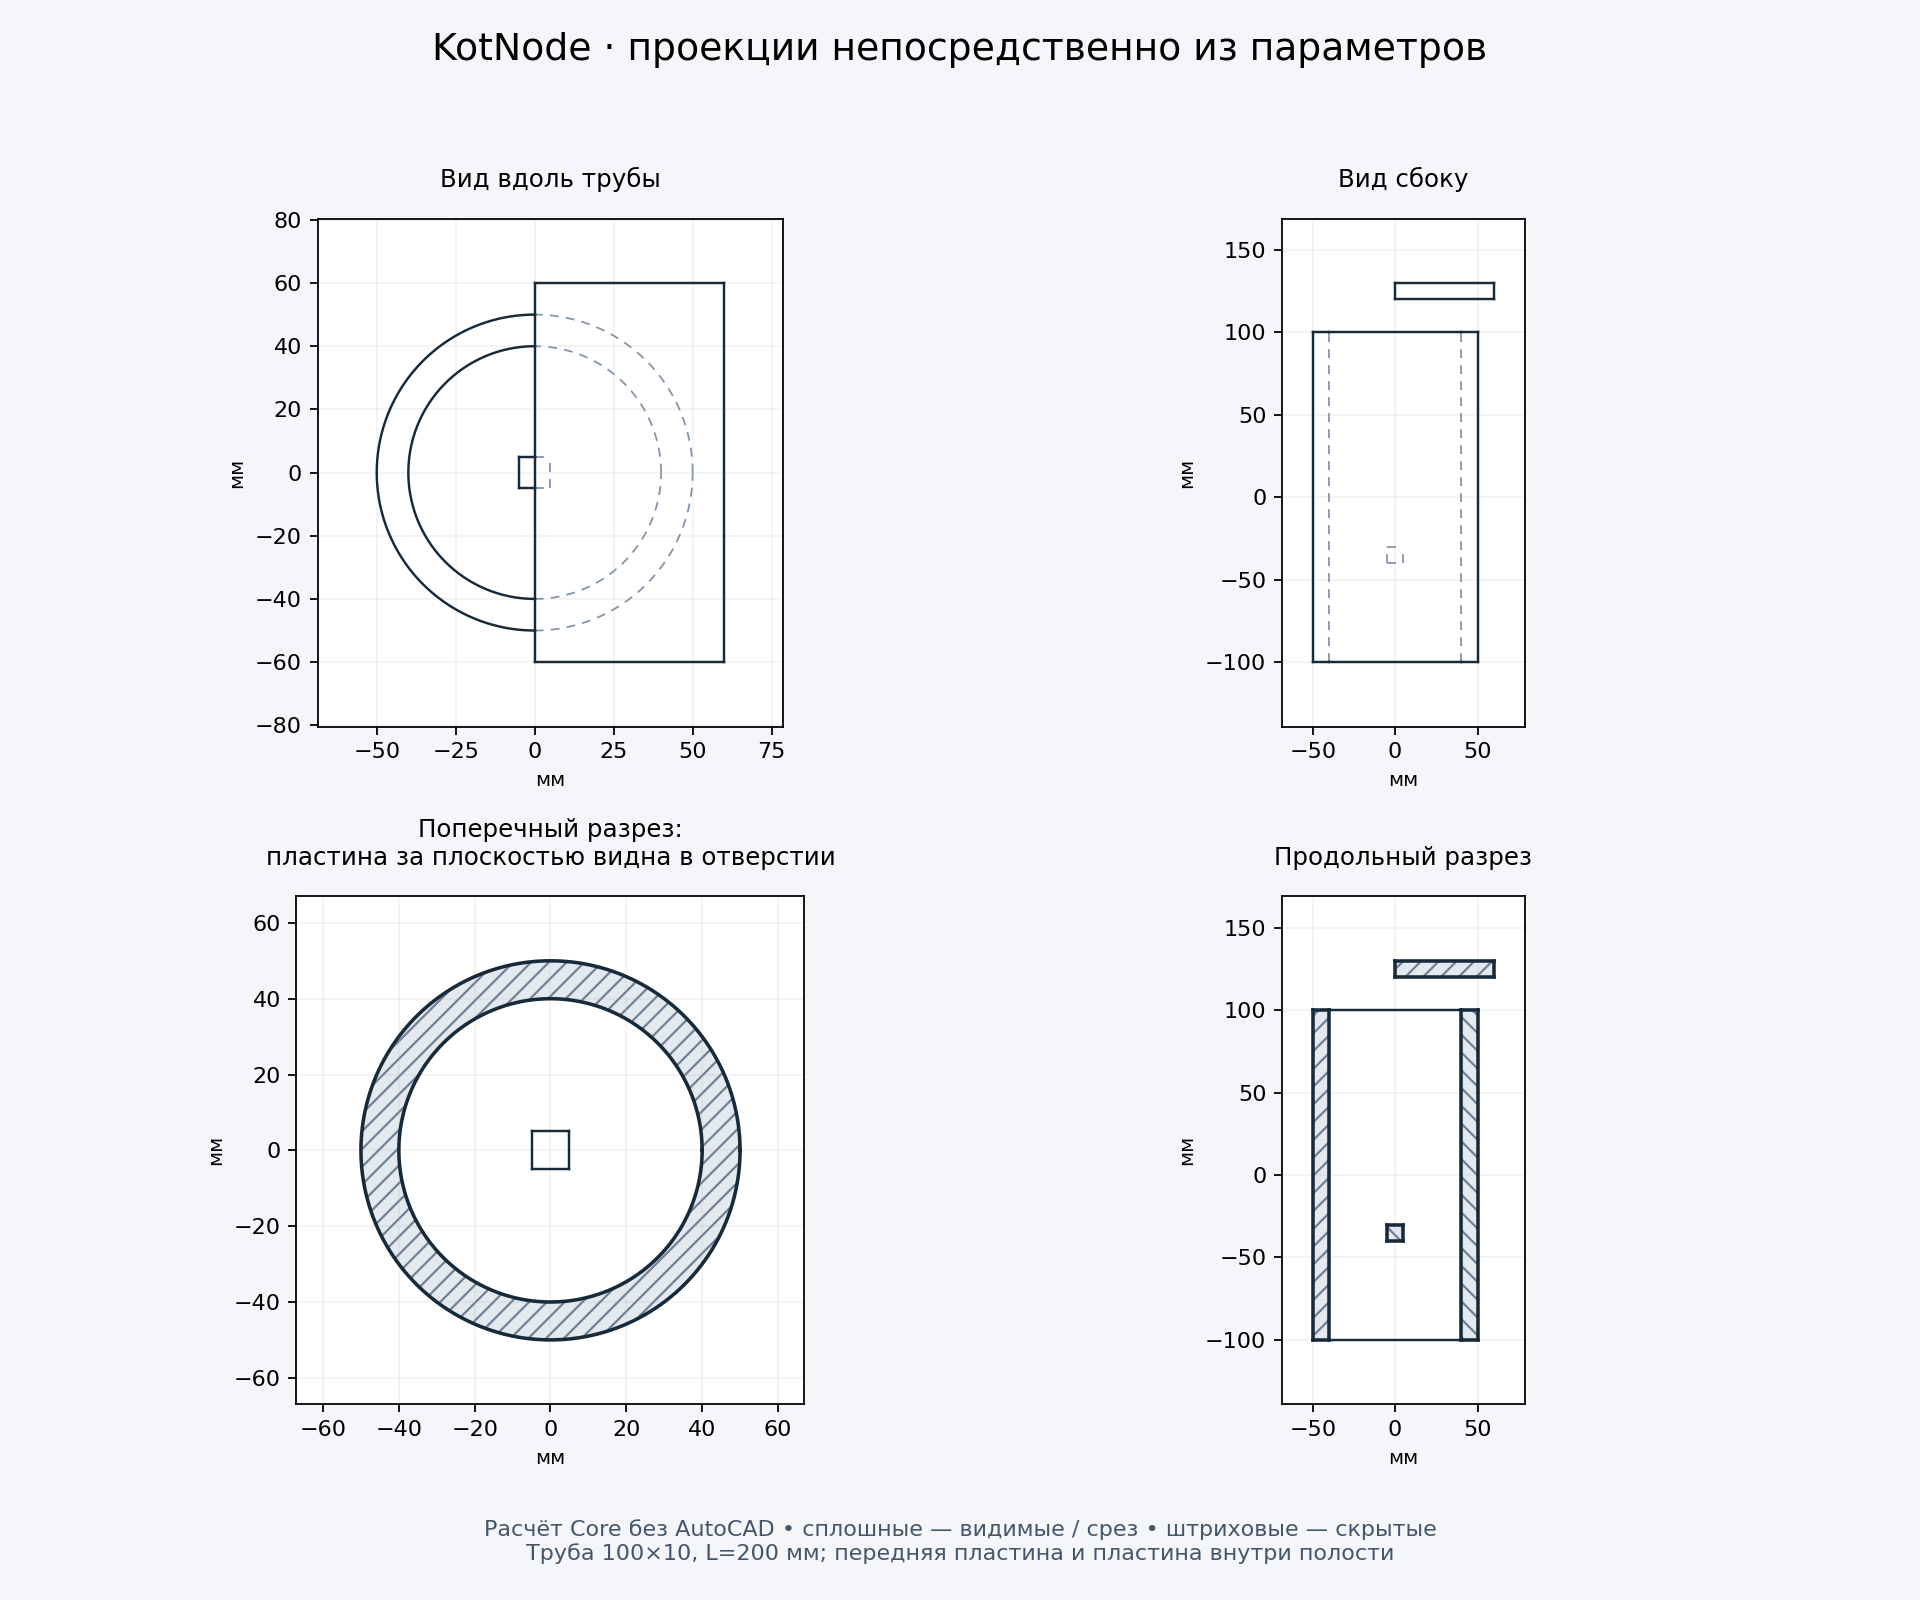 KotNode · проекции непосредственно из параметров
Вид вдоль трубы
80
60
40
20
0
−20
−40
−60
−80
мм
−50 −25 0 25 50 75
мм
Вид сбоку
150
100
50
0
−50
−100
мм
−50 0 50
мм
Поперечный разрез:
пластина за плоскостью видна в отверстии
60
40
20
0
−20
−40
−60
мм
−60 −40 −20 0 20 40 60
мм
Продольный разрез
150
100
50
0
−50
−100
мм
−50 0 50
мм
Расчёт Core без AutoCAD • сплошные — видимые / срез • штриховые — скрытые
Труба 100×10, L=200 мм; передняя пластина и пластина внутри полости